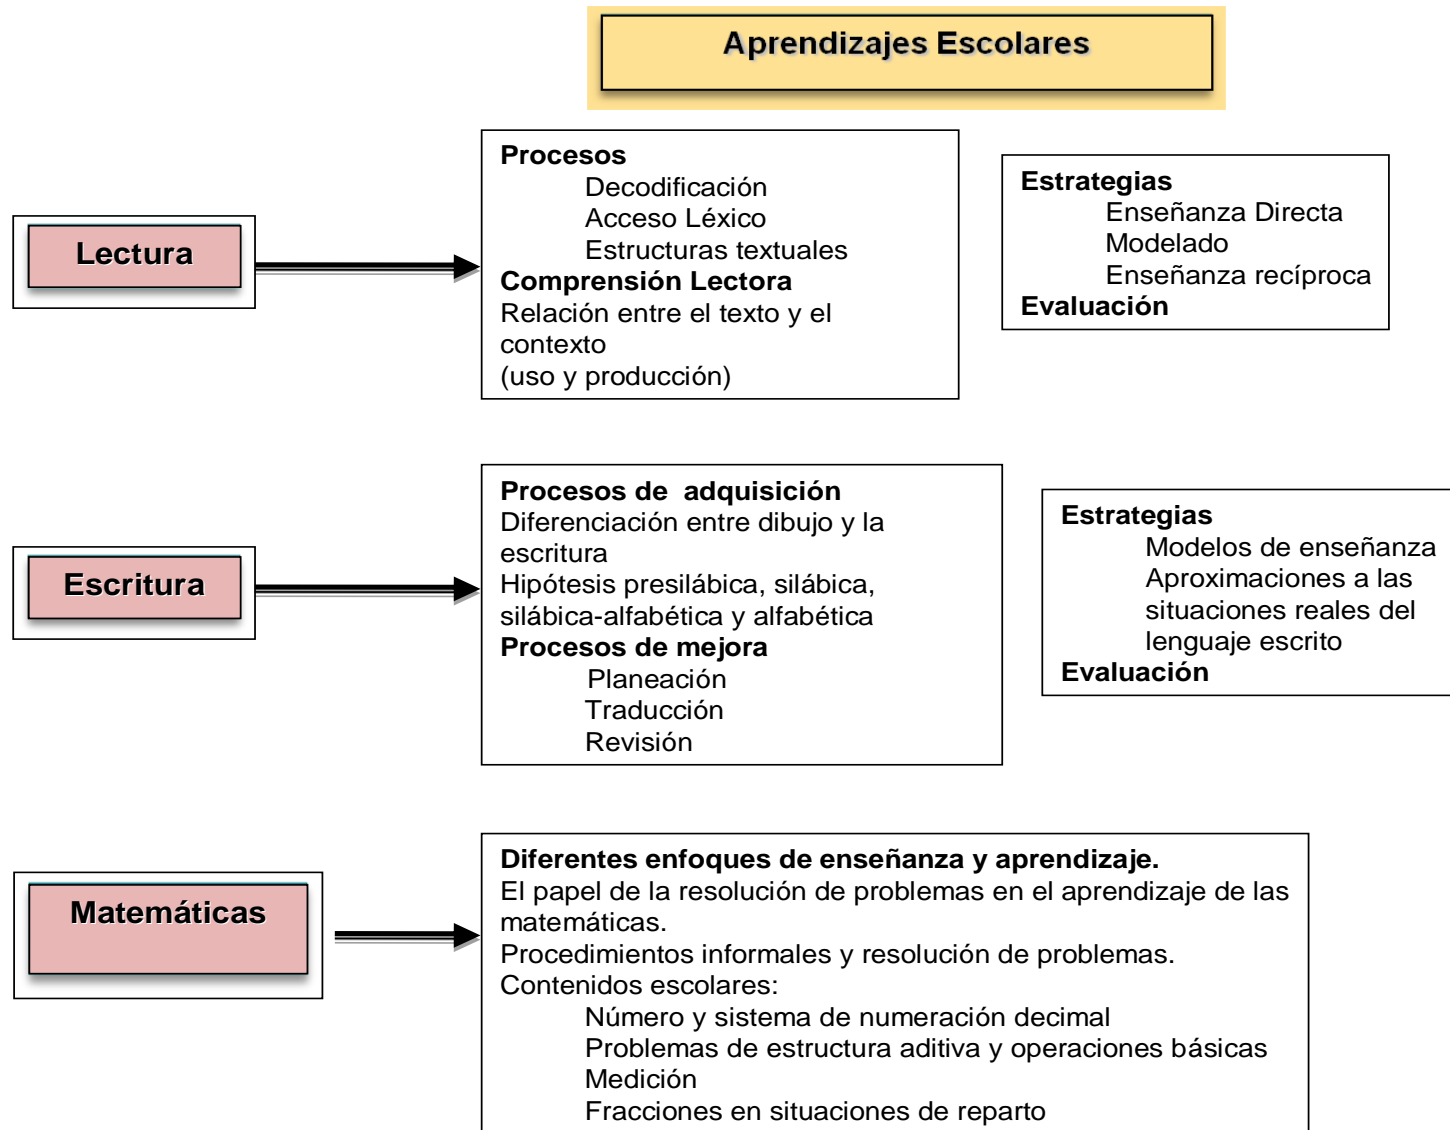 Aprendizajes Escolares
Lectura
Procesos
Decodificación
Acceso Léxico
Estructuras textuales
Comprensión Lectora
Relación entre el texto y el
contexto
(uso y producción)
Estrategias
Enseñanza Directa
Modelado
Enseñanza recíproca
Evaluación
Escritura
Procesos de adquisición
Diferenciación entre dibujo y la
escritura
Hipótesis presilábica, silábica,
silábica-alfabética y alfabética
Procesos de mejora
Planeación
Traducción
Revisión
Estrategias
Modelos de enseñanza
Aproximaciones a las
situaciones reales del
lenguaje escrito
Evaluación
Matemáticas
Diferentes enfoques de enseñanza y aprendizaje.
El papel de la resolución de problemas en el aprendizaje de las
matemáticas.
Procedimientos informales y resolución de problemas.
Contenidos escolares:
Número y sistema de numeración decimal
Problemas de estructura aditiva y operaciones básicas
Medición
Fracciones en situaciones de reparto